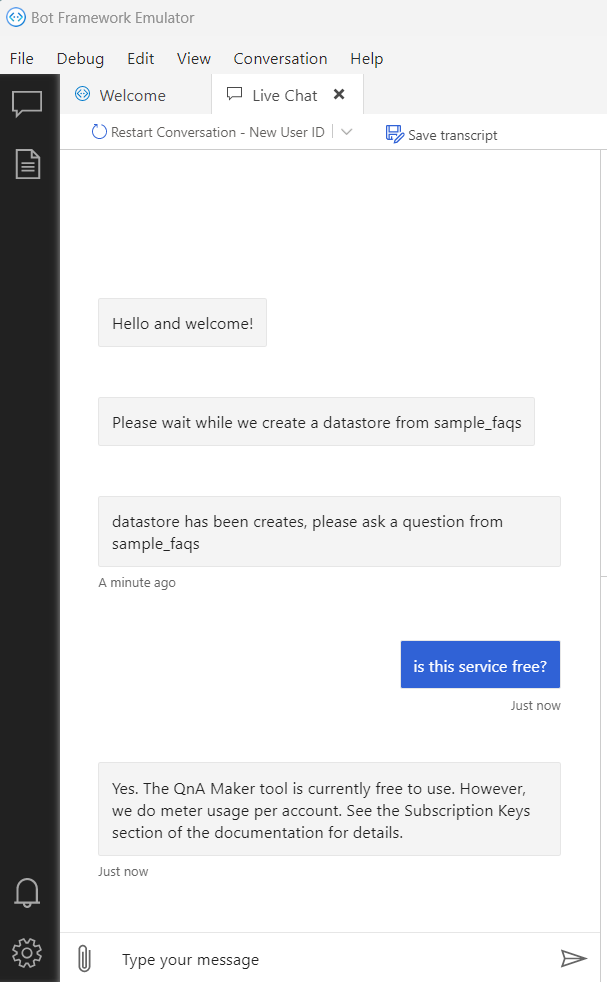 Bot Framework Emulator
File Debug Edit View Conversation Help
Welcome Live Chat
Restart Conversation - New User ID Save transcript
Hello and welcome!
Please wait while we create a datastore from sample_faqs
datastore has been creates, please ask a question from
sample_faqs
A minute ago
is this service free?
Just now
Yes. The QnA Maker tool is currently free to use. However,
we do meter usage per account. See the Subscription Keys
section of the documentation for details.
Just now
Type your message